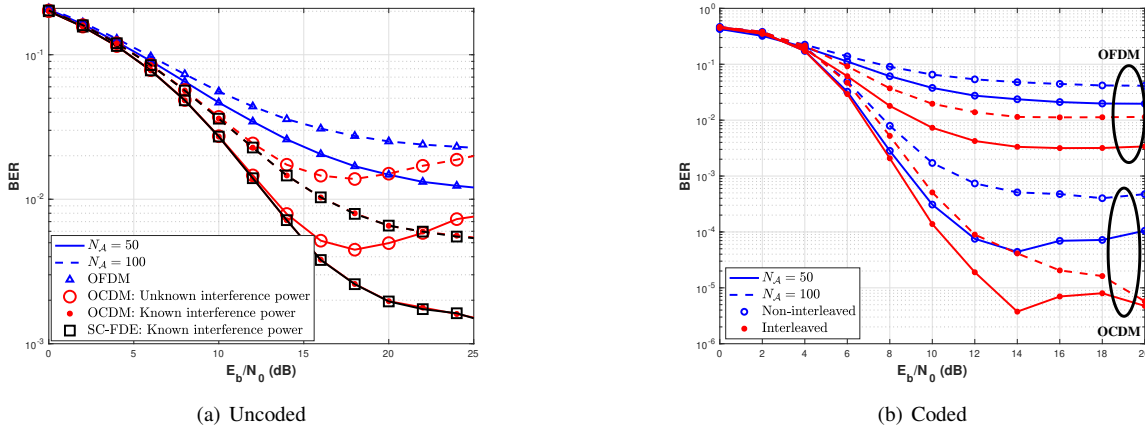 10^{-1}
10^{-2}
10^{-3}
BER
0 5 10 15 20 25
E_b/N_0 (dB)
N_A = 50
N_A = 100
OFDM
OCDM: Unknown interference power
OCDM: Known interference power
SC-FDE: Known interference power
(a) Uncoded
10^0
10^{-1}
10^{-2}
10^{-3}
10^{-4}
10^{-5}
10^{-6}
BER
0 2 4 6 8 10 12 14 16 18 20
E_b/N_0 (dB)
OFDM
OCDM
N_A = 50
N_A = 100
Non-interleaved
Interleaved
(b) Coded